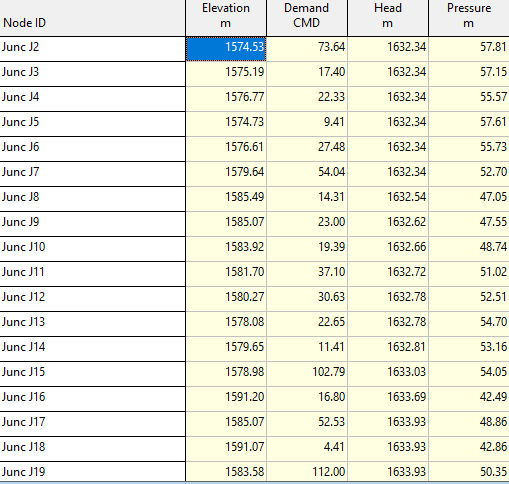 Node ID Elevation m Demand CMD Head m Pressure m
Junc J2 1574.53 73.64 1632.34 57.81
Junc J3 1575.19 17.40 1632.34 57.15
Junc J4 1576.77 22.33 1632.34 55.57
Junc J5 1574.73 9.41 1632.34 57.61
Junc J6 1576.61 27.48 1632.34 55.73
Junc J7 1579.64 54.04 1632.34 52.70
Junc J8 1585.49 14.31 1632.54 47.05
Junc J9 1585.07 23.00 1632.62 47.55
Junc J10 1583.92 19.39 1632.66 48.74
Junc J11 1581.70 37.10 1632.72 51.02
Junc J12 1580.27 30.63 1632.78 52.51
Junc J13 1578.08 22.65 1632.78 54.70
Junc J14 1579.65 11.41 1632.81 53.16
Junc J15 1578.98 102.79 1633.03 54.05
Junc J16 1591.20 16.80 1633.69 42.49
Junc J17 1585.07 52.53 1633.93 48.86
Junc J18 1591.07 4.41 1633.93 42.86
Junc J19 1583.58 112.00 1633.93 50.35